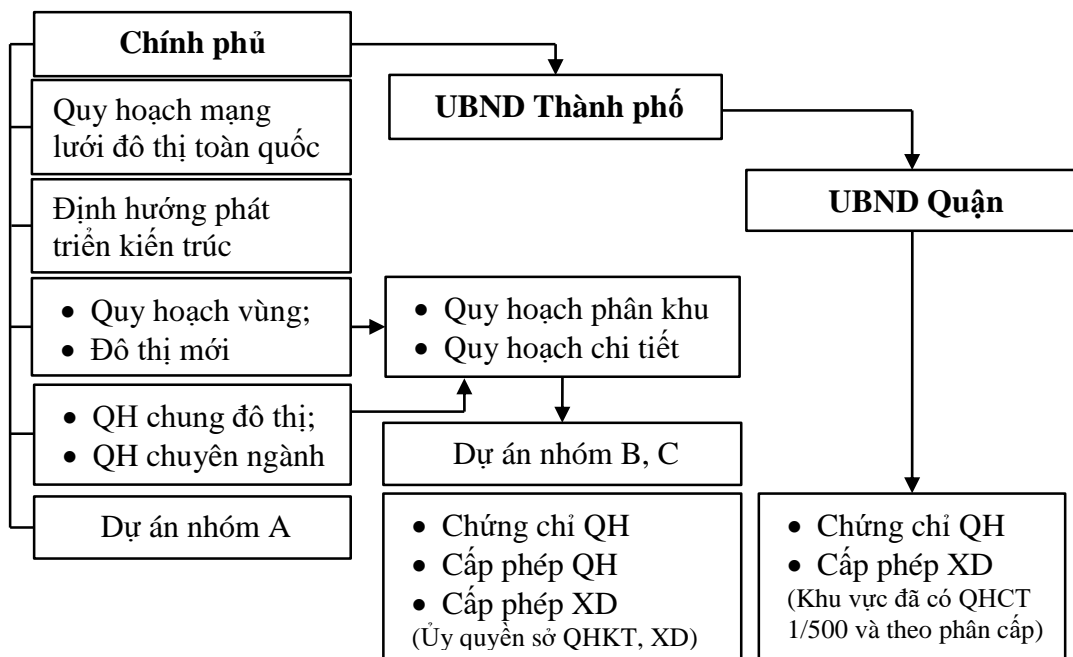 Chính phủ
Quy hoạch mạng
lưới đô thị toàn quốc
Định hướng phát
triển kiến trúc
• Quy hoạch vùng;
• Đô thị mới
• QH chung đô thị;
• QH chuyên ngành
Dự án nhóm A
UBND Thành phố
• Quy hoạch phân khu
• Quy hoạch chi tiết
Dự án nhóm B, C
• Chứng chỉ QH
• Cấp phép QH
• Cấp phép XD
(Ủy quyền sở QHKT, XD)
UBND Quận
• Chứng chỉ QH
• Cấp phép XD
(Khu vực đã có QHCT
1/500 và theo phân cấp)